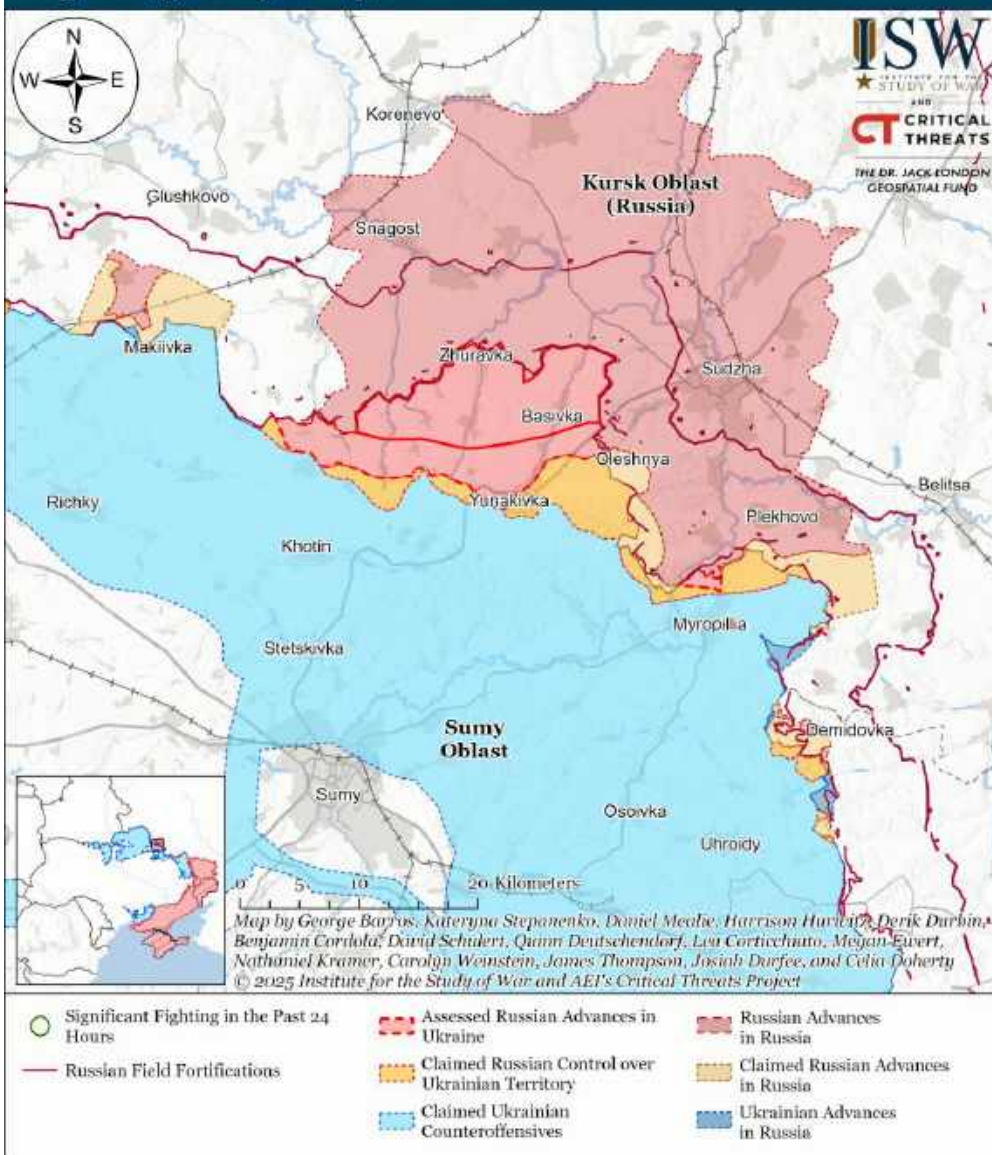 N
W E
S
ISW
INSTITUTE FOR THE
STUDY OF WAR
AND
CT CRITICAL
THREATS
THE DR. JACK LONDON
GEOSPATIAL FUND
Korenevo
Kursk Oblast
(Russia)
Glushkovo
Snagost
Makiivka
Zhuravka
Sudzha
Basivka
Oleshnya
Belitsa
Richky
Yunakivka
Plekhovo
Khotin
Myropillia
Stetskivka
Sumy
Oblast
Demidovka
Sumy
Osoivka
Uhroidy
0 5 10 20 Kilometers
Map by George Barros, Kateryna Stepanenko, Daniel Mealie, Harrison Hurwitz, Derik Durbin,
Benjamin Cordola, David Schulert, Quinn Deutschendorf, Leu Corticchiato, Megan Ewert,
Nathaniel Kramer, Carolyn Weinstein, James Thompson, Josiah Durfee, and Celia Doherty
© 2025 Institute for the Study of War and AEI's Critical Threats Project
Significant Fighting in the Past 24
Hours
Russian Field Fortifications
Assessed Russian Advances in
Ukraine
Claimed Russian Control over
Ukrainian Territory
Claimed Ukrainian
Counteroffensives
Russian Advances
in Russia
Claimed Russian Advances
in Russia
Ukrainian Advances
in Russia